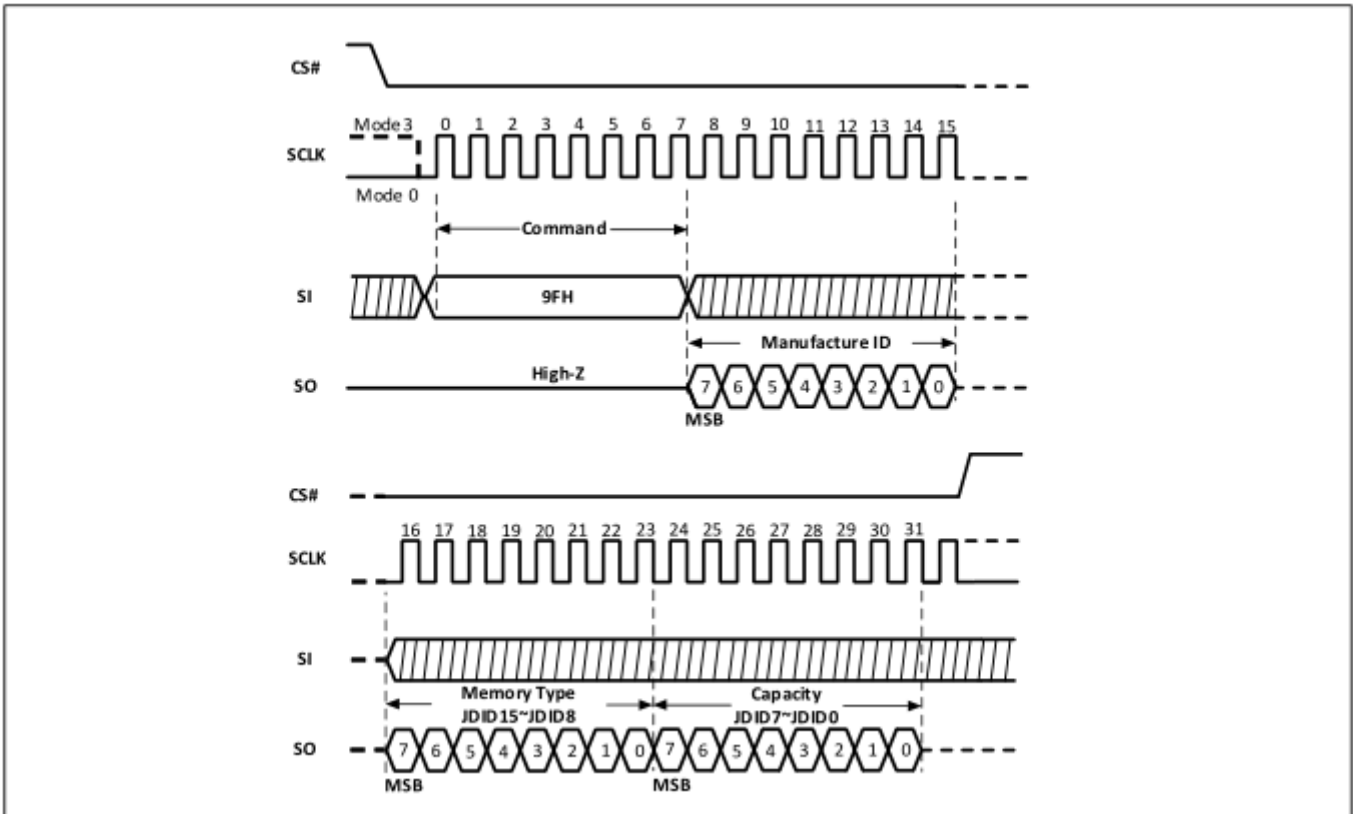 CS#
Mode3 0 1 2 3 4 5 6 7 8 9 10 11 12 13 14 15
SCLK
Mode 0
Command
SI 9FH
Manufacture ID
SO High-Z 7 6 5 4 3 2 1 0
MSB
CS#
16 17 18 19 20 21 22 23 24 25 26 27 28 29 30 31
SCLK
SI
Memory Type Capacity
JDID15~JDID8 JDID7~JDID0
SO 7 6 5 4 3 2 1 0 7 6 5 4 3 2 1 0
MSB MSB